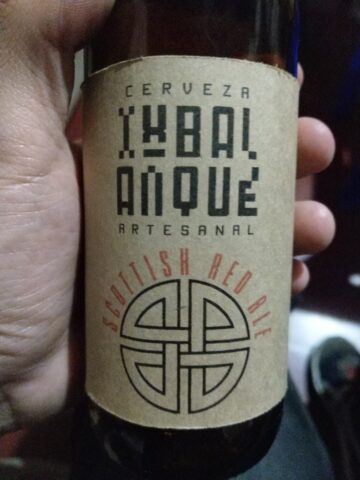 CERVEZA
IXBAL
ANQUÉ
ARTESANAL
SCOTTISH RED ALE